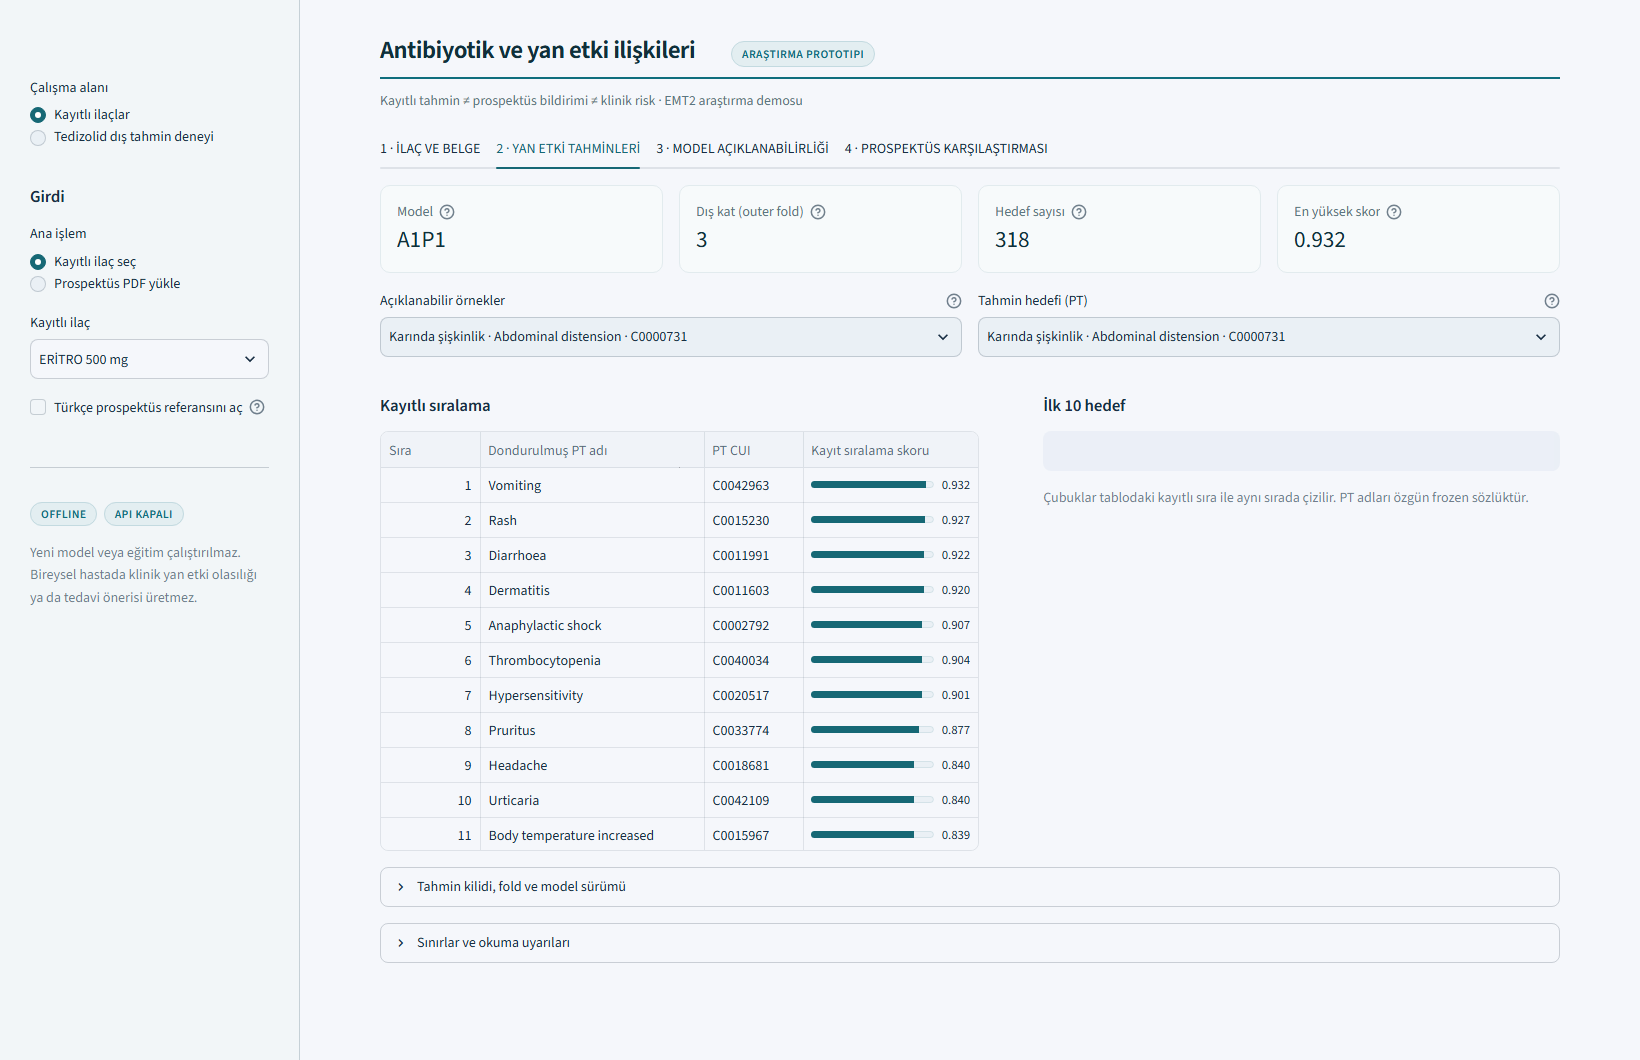 Çalışma alanı
Kayıtlı ilaçlar
Tedizolid dış tahmin deneyi
Girdi
Ana işlem
Kayıtlı ilaç seç
Prospektüs PDF yükle
Kayıtlı ilaç
ERİTRO 500 mg
Türkçe prospektüs referansını aç
OFFLINE API KAPALI
Yeni model veya eğitim çalıştırılmaz.
Bireysel hastada klinik yan etki olasılığı
ya da tedavi önerisi üretmez.
Antibiyotik ve yan etki ilişkileri
ARAŞTIRMA PROTOTIPI
Kayıtlı tahmin ≠ prospektüs bildirimi ≠ klinik risk · EMT2 araştırma demosu
1 · İLAÇ VE BELGE 2 · YAN ETKİ TAHMİNLERİ 3 · MODEL AÇIKLANABİLİRLİĞİ 4 · PROSPEKTÜS KARŞILAŞTIRMASI
Model
A1P1
Dış kat (outer fold)
3
Hedef sayısı
318
En yüksek skor
0.932
Açıklanabilir örnekler
Karında şişkinlik · Abdominal distension · C0000731
Tahmin hedefi (PT)
Karında şişkinlik · Abdominal distension · C0000731
Kayıtlı sıralama
Sıra Dondurulmuş PT adı PT CUI Kayıt sıralama skoru
1 Vomiting C0042963 0.932
2 Rash C0015230 0.927
3 Diarrhoea C0011991 0.922
4 Dermatitis C0011603 0.920
5 Anaphylactic shock C0002792 0.907
6 Thrombocytopenia C0040034 0.904
7 Hypersensitivity C0020517 0.901
8 Pruritus C0033774 0.877
9 Headache C0018681 0.840
10 Urticaria C0042109 0.840
11 Body temperature increased C0015967 0.839
İlk 10 hedef
Çubuklar tablodaki kayıtlı sıra ile aynı sırada çizilir. PT adları özgün frozen sözlüktür.
Tahmin kilidi, fold ve model sürümü
Sınırlar ve okuma uyarıları